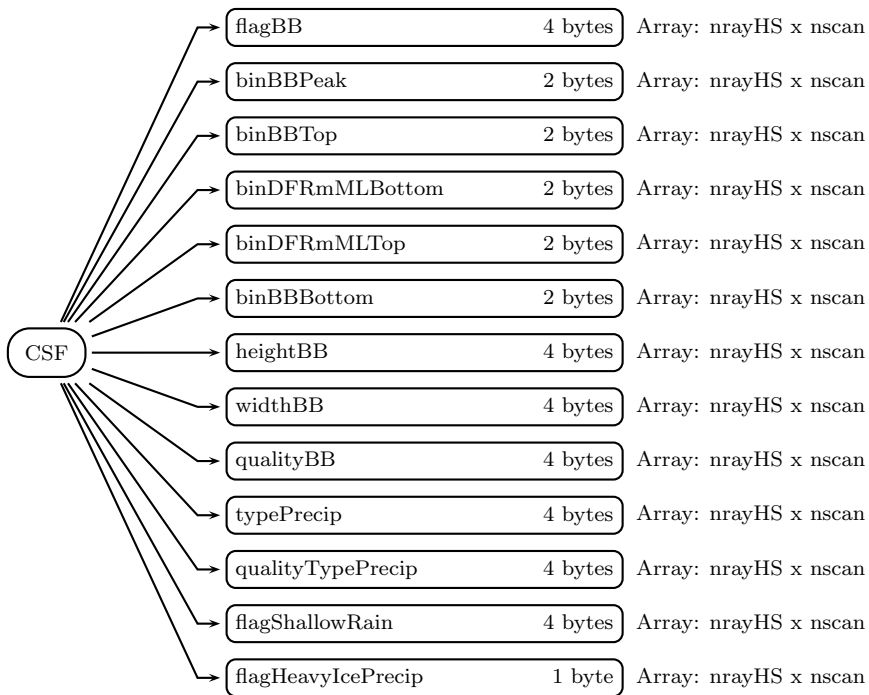 flagBB 4 bytes Array: nrayHS x nscan
binBBPeak 2 bytes Array: nrayHS x nscan
binBBTop 2 bytes Array: nrayHS x nscan
binDFRmMLBottom 2 bytes Array: nrayHS x nscan
binDFRmMLTop 2 bytes Array: nrayHS x nscan
binBBBottom 2 bytes Array: nrayHS x nscan
CSF heightBB 4 bytes Array: nrayHS x nscan
widthBB 4 bytes Array: nrayHS x nscan
qualityBB 4 bytes Array: nrayHS x nscan
typePrecip 4 bytes Array: nrayHS x nscan
qualityTypePrecip 4 bytes Array: nrayHS x nscan
flagShallowRain 4 bytes Array: nrayHS x nscan
flagHeavyIcePrecip 1 byte Array: nrayHS x nscan